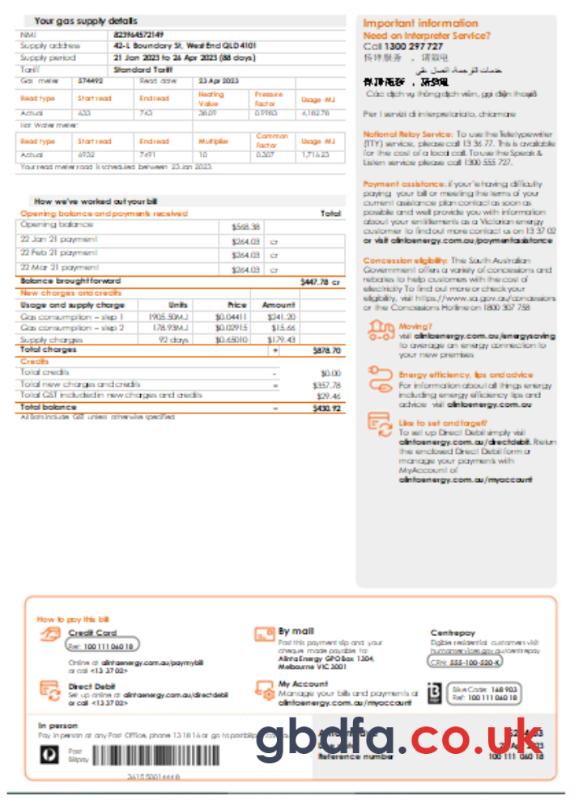 Your gas supply details
NMI 823964572149
Supply address 42-L Boundary St, West End QLD 4101
Supply period 21 Jan 2023 to 26 Apr 2023 (88 days)
Tariff Standard Tariff
Gas meter 574492 Read date: 23 Apr 2023
Read type Start read End read Heating Value Pressure Factor Usage MJ
Actual 633 743 38.09
Hot Water meter:
Read type Start read End read Multiplier Common Factor Usage MJ
Actual 6932 7491 10 0.307 1,716.23
Your read meter read is scheduled between 23 Jan 2023.
How we've worked out your bill
Opening balance and payments received Total
Opening balance $568.38
22 Jan 21 payment $264.03 cr
22 Feb 21 payment $264.03 cr
22 Mar 21 payment $264.03 cr
Balance brought forward $447.78 cr
New charges and credits
Usage and supply charge Units Price Amount
Gas consumption – step 1 1905.50MJ $0.04411 $241.20
Gas consumption – step 2 178.93MJ $0.02915 $15.66
Supply charges 92 days $0.65010 $179.43
Total charges + $878.70
Credits
Total credits - $0.00
Total new charges and credits = $357.78
Total GST included in new charges and credits $29.46
Total balance = $430.92
Important information
Need an Interpreter Service?
Call 1300 297 727
خدمات الترجمة، اتصل على
Các dịch vụ thông dịch viên, gọi điện thoại
Per i servizi di interpretariato, chiamare
National Relay Service: To use the Teletypewriter
(TTY) service, please call 13 36 77. This is available
for the cost of a local call. To use the Speak &
Listen service please call 1300 555 727.
Payment assistance: if you're having difficulty
paying your bill or meeting the terms of your
current assistance plan contact as soon as
possible and well provide you with information
about your entitlements as a Victorian energy
customer to find out more contact us on 13 37 02
or visit alintaenergy.com.au/paymentassistance
Concession eligibility: The South Australian
Government offers a variety of concessions and
rebates to help customers with the cost of
electricity To find out more or check your
eligibility, visit https://www.sa.gov.au/concessions
or the Concessions Hotline on 1800 307 758
Moving?
visit alintaenergy.com.au/energysaving
to average an energy connection to
your new premises
Energy efficiency, tips and advice
For information about all things energy
including energy efficiency tips and
advice visit alintaenergy.com.au
Like to set and target?
To set up Direct Debit simply visit
alintaenergy.com.au/directdebit. Return
the enclosed Direct Debit form or
manage your payments with
MyAccount of
alintaenergy.com.au/myaccount
How to pay this bill
Credit Card
Ref: 100 111 060 18
Online at alintaenergy.com.au/paymybill
or call <13 37 02>
Direct Debit
Set up online at alintaenergy.com.au/directdebit
or call <13 37 02>
By mail
Post this payment slip and your
cheque made payable to:
Alinta Energy GPO Box 1304,
Melbourne VIC 2001
My Account
Manage your bills and payments at
alintaenergy.com.au/myaccount
Centrepay
Eligible residential customers visit
humanservices.gov.au/centrepay
CRN: 555-100-520-K
Biller Code: 168 903
Ref: 100 111 060 18
In person
Pay in person at any Post Office, phone 13 18 16 or go to
Post
Billpay
Reference number 100 111 060 18
gbdfa.co.uk